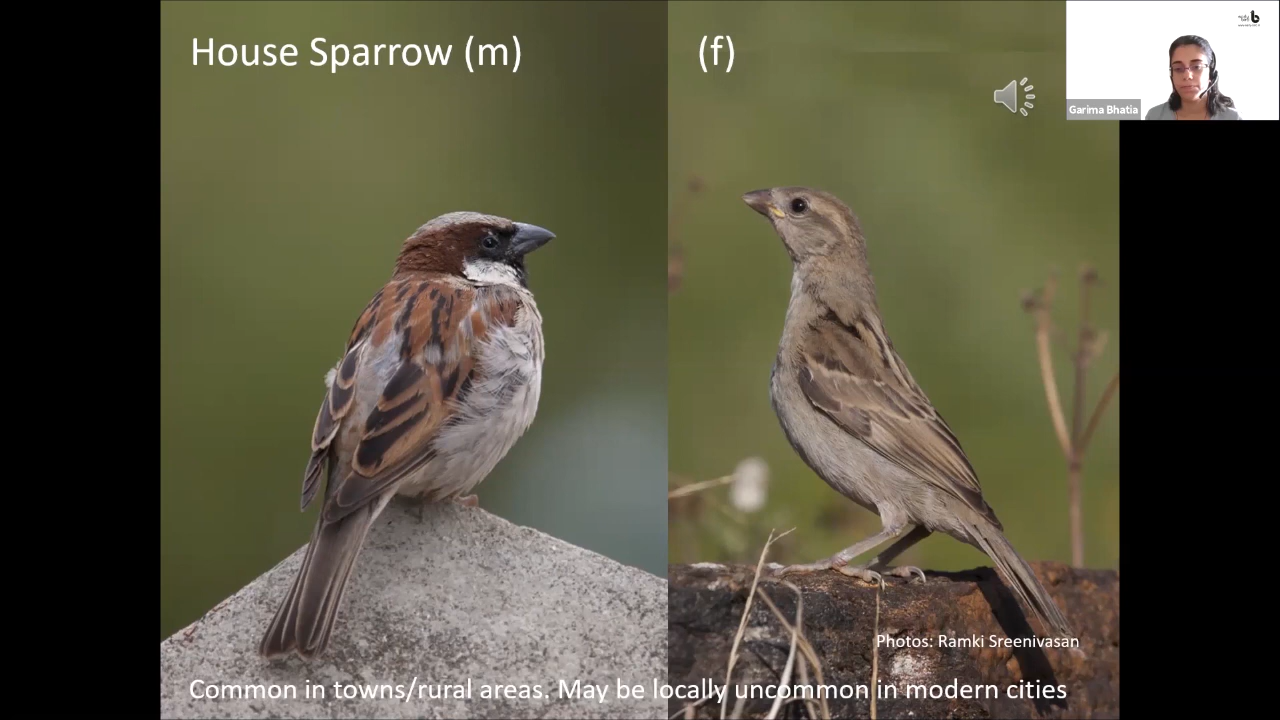 House Sparrow (m)
(f)
Garima Bhatia
Photos: Ramki Sreenivasan
Common in towns/rural areas. May be locally uncommon in modern cities